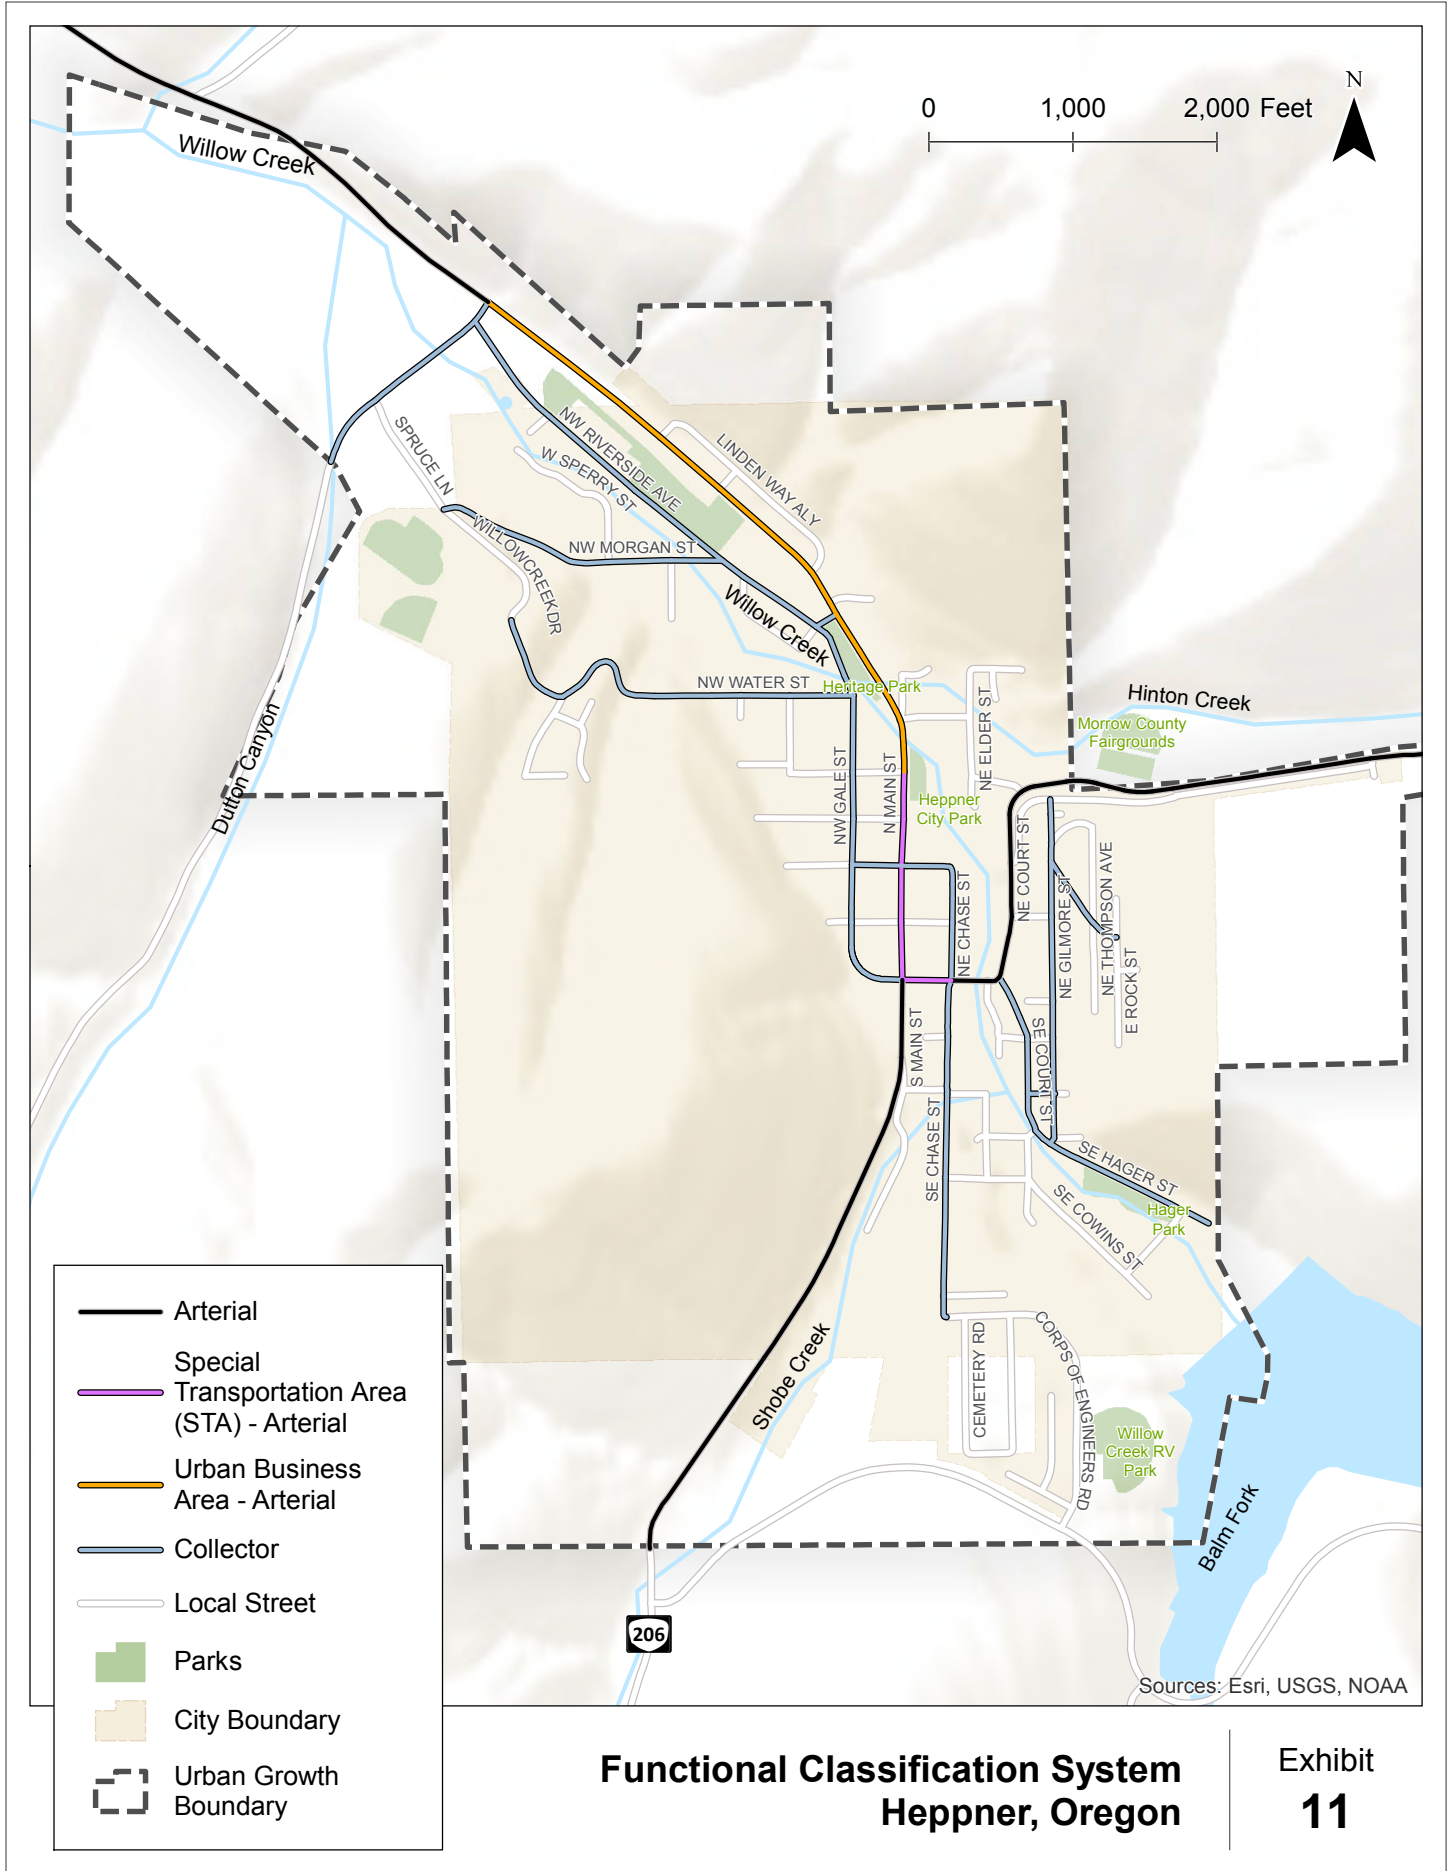 N
0 1,000 2,000 Feet
Willow Creek
SPRUCE LN
NW RIVERSIDE AVE
W SPERRY ST
LINDEN WAY ALY
WILLOWCREEKDR
NW MORGAN ST
Willow Creek
NW WATER ST
Heritage Park
Hinton Creek
Morrow County
Fairgrounds
NE ELDER ST
Dutton Canyon
NW GALE ST
N MAIN ST
Heppner
City Park
NE COURT ST
NE CHASE ST
NE GILMORE ST
NE THOMPSON AVE
E ROCK ST
S MAIN ST
SE COURT ST
SE CHASE ST
SE HAGER ST
SE COWINS ST
Hager
Park
Shobe Creek
CEMETERY RD
CORPS OF ENGINEERS RD
Willow
Creek RV
Park
Balm Fork
206
Sources: Esri, USGS, NOAA
Arterial
Special
Transportation Area
(STA) - Arterial
Urban Business
Area - Arterial
Collector
Local Street
Parks
City Boundary
Urban Growth
Boundary
Functional Classification System
Heppner, Oregon
Exhibit
11